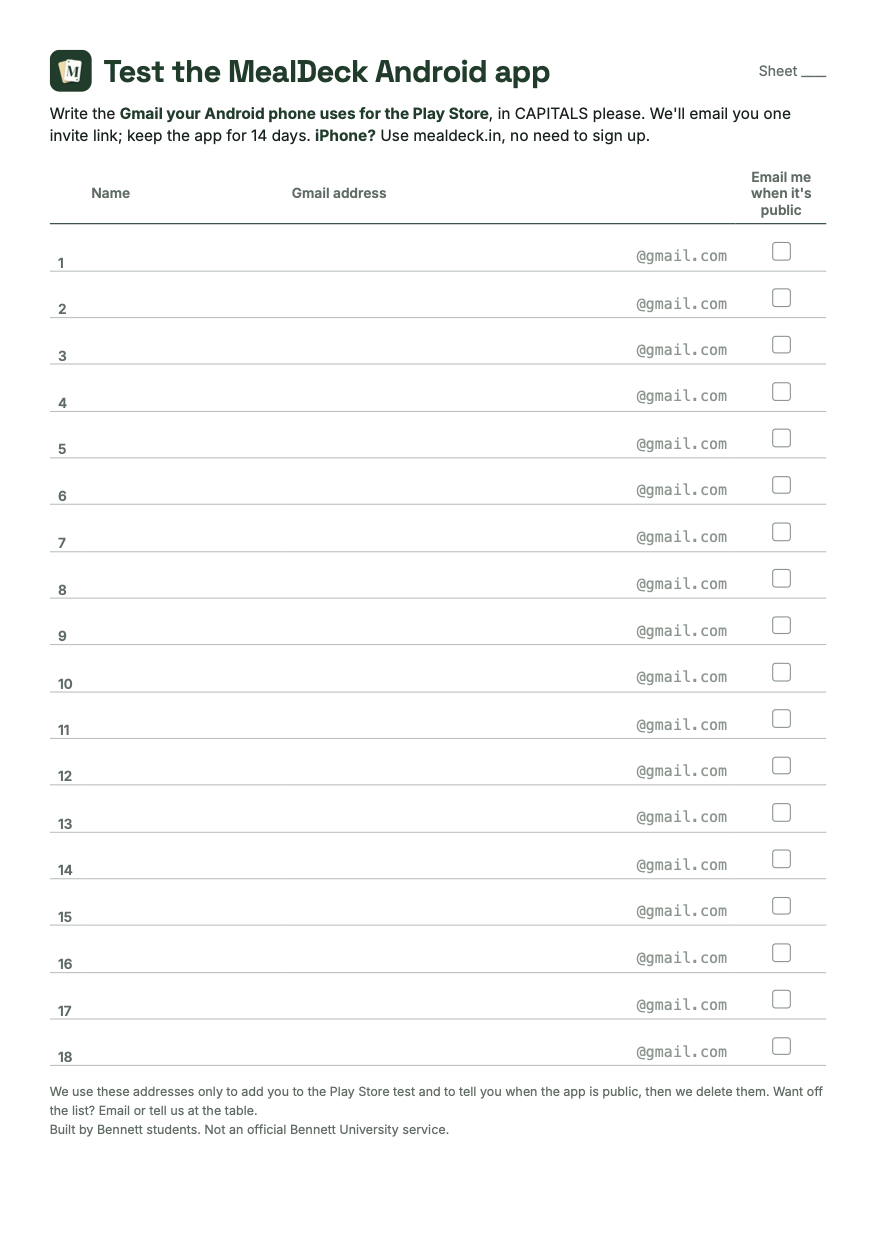 M
Test the MealDeck Android app
Sheet ____
Write the Gmail your Android phone uses for the Play Store, in CAPITALS please. We'll email you one
invite link; keep the app for 14 days. iPhone? Use mealdeck.in, no need to sign up.
Name Gmail address Email me
when it's
public
1 @gmail.com
2 @gmail.com
3 @gmail.com
4 @gmail.com
5 @gmail.com
6 @gmail.com
7 @gmail.com
8 @gmail.com
9 @gmail.com
10 @gmail.com
11 @gmail.com
12 @gmail.com
13 @gmail.com
14 @gmail.com
15 @gmail.com
16 @gmail.com
17 @gmail.com
18 @gmail.com
We use these addresses only to add you to the Play Store test and to tell you when the app is public, then we delete them. Want off
the list? Email or tell us at the table.
Built by Bennett students. Not an official Bennett University service.